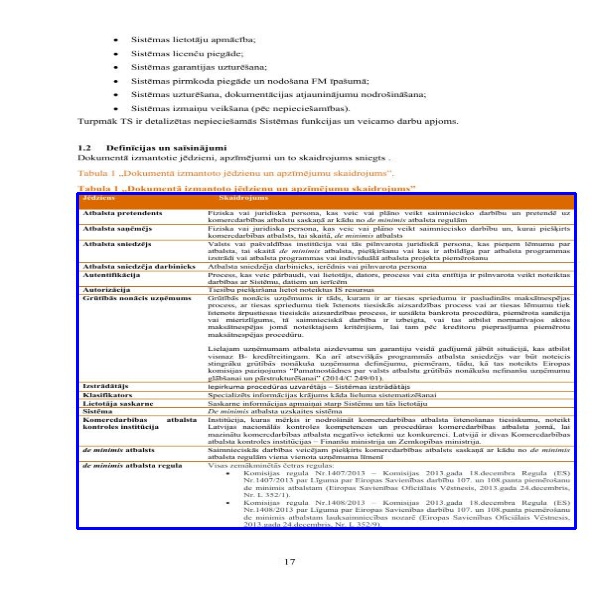 • Sistēmas lietotāju apmācība;
• Sistēmas licenču piegāde;
• Sistēmas garantijas uzturēšana;
• Sistēmas pirmkoda piegāde un nodošana FM īpašumā;
• Sistēmas uzturēšana, dokumentācijas atjauninājumu nodrošināšana;
• Sistēmas izmaiņu veikšana (pēc nepieciešamības).
Turpmāk TS ir detalizētas nepieciešamās Sistēmas funkcijas un veicamo darbu apjoms.
1.2 Definīcijas un saīsinājumi
Dokumentā izmantotie jēdzieni, apzīmējumi un to skaidrojums sniegts .
Tabula 1 „Dokumentā izmantoto jēdzienu un apzīmējumu skaidrojums”.
Tabula 1 „Dokumentā izmantoto jēdzienu un apzīmējumu skaidrojums”
Jēdziens Skaidrojums
Atbalsta pretendents Fiziska vai juridiska persona, kas veic vai plāno veikt saimniecisko darbību un pretendē uz
komercdarbības atbalstu saskaņā ar kādu no de minimis atbalsta regulām
Atbalsta saņēmējs Fiziska vai juridiska persona, kas veic vai plāno veikt saimniecisko darbību un, kurai piešķirts
komercdarbības atbalsts, tai skaitā, de minimis atbalsts
Atbalsta sniedzējs Valsts vai pašvaldības institūcija vai tās pilnvarota juridiskā persona, kas pieņem lēmumu par
atbalsta, tai skaitā de minimis atbalsta, piešķiršanu vai kas ir atbildīga par atbalsta programmas
izstrādi vai atbalsta programmas vai individuālā atbalsta projekta piemērošanu
Atbalsta sniedzēja darbinieks Atbalsta sniedzēja darbinieks, ierēdnis vai pilnvarota persona
Autentifikācija Process, kas veic pārbaudi, vai lietotājs, dators, process vai cita entītija ir pilnvarota veikt noteiktas
darbības ar Sistēmu, datiem un ierīcēm
Autorizācija Tiesību piešķiršana lietot noteiktus IS resursus
Grūtībās nonācis uzņēmums Grūtībās nonācis uzņēmums ir tāds, kuram ir ar tiesas spriedumu ir pasludināts maksātnespējas
process, ar tiesas spriedumu tiek īstenots tiesiskās aizsardzības process vai ar tiesas lēmumu tiek
īstenots ārpustiesas tiesiskās aizsardzības process, ir uzsākta bankrota procedūra, piemērota sanācija
vai mierizlīgums, tā saimnieciskā darbība ir izbeigta, vai tas atbilst normatīvajos aktos
maksātnespējas jomā noteiktajiem kritērijiem, lai tam pēc kreditoru pieprasījuma piemērotu
maksātnespējas procedūru.
Lielajam uzņēmumam atbalsta aizdevumu un garantiju veidā gadījumā jābūt situācijā, kas atbilst
vismaz B- kredītreitingam. Ka arī atsevišķās programmās atbalsta sniedzējs var būt noteicis
stingrāku grūtībās nonākušu uzņēmuma definējumu, piemēram, tādu, kā tas noteikts Eiropas
komisijas paziņojums “Pamatnostādnes par valsts atbalstu grūtībās nonākušu nefinanšu uzņēmumu
glābšanai un pārstrukturēšanai” (2014/C 249/01).
Izstrādātājs Iepirkuma procedūras uzvarētājs – Sistēmas izstrādātājs
Klasifikators Specializēts informācijas krājums kāda lieluma sistematizēšanai
Lietotāja saskarne Saskarne informācijas apmaiņai starp Sistēmu un tās lietotāju
Sistēma De minimis atbalsta uzskaites sistēma
Komercdarbības atbalsta Institūcija, kuras mērķis ir nodrošināt komercdarbības atbalsta īstenošanas tiesiskumu, noteikt
kontroles institūcija Latvijas nacionālās kontroles kompetences un procedūras komercdarbības atbalsta jomā, lai
mazinātu komercdarbības atbalsta negatīvo ietekmi uz konkurenci. Latvijā ir divas Komercdarbības
atbalsta kontroles institūcijas – Finanšu ministrija un Zemkopības ministrija.
de minimis atbalsts Saimnieciskās darbības veicējam piešķirts komercdarbības atbalsts saskaņā ar kādu no de minimis
atbalsta regulām viena vienota uzņēmuma līmenī
de minimis atbalsta regula Visas zemākminētās četras regulas:
• Komisijas regula Nr.1407/2013 – Komisijas 2013.gada 18.decembra Regula (ES)
Nr.1407/2013 par Līguma par Eiropas Savienības darbību 107. un 108.panta piemērošanu
de minimis atbalstam (Eiropas Savienības Oficiālais Vēstnesis, 2013.gada 24.decembris,
Nr. L 352/1).
• Komisijas regula Nr.1408/2013 – Komisijas 2013.gada 18.decembra Regula (ES)
Nr.1408/2013 par Līguma par Eiropas Savienības darbību 107. un 108.panta piemērošanu
de minimis atbalstam lauksaimniecības nozarē (Eiropas Savienības Oficiālais Vēstnesis,
2013.gada 24.decembris, Nr. L 352/9).
17